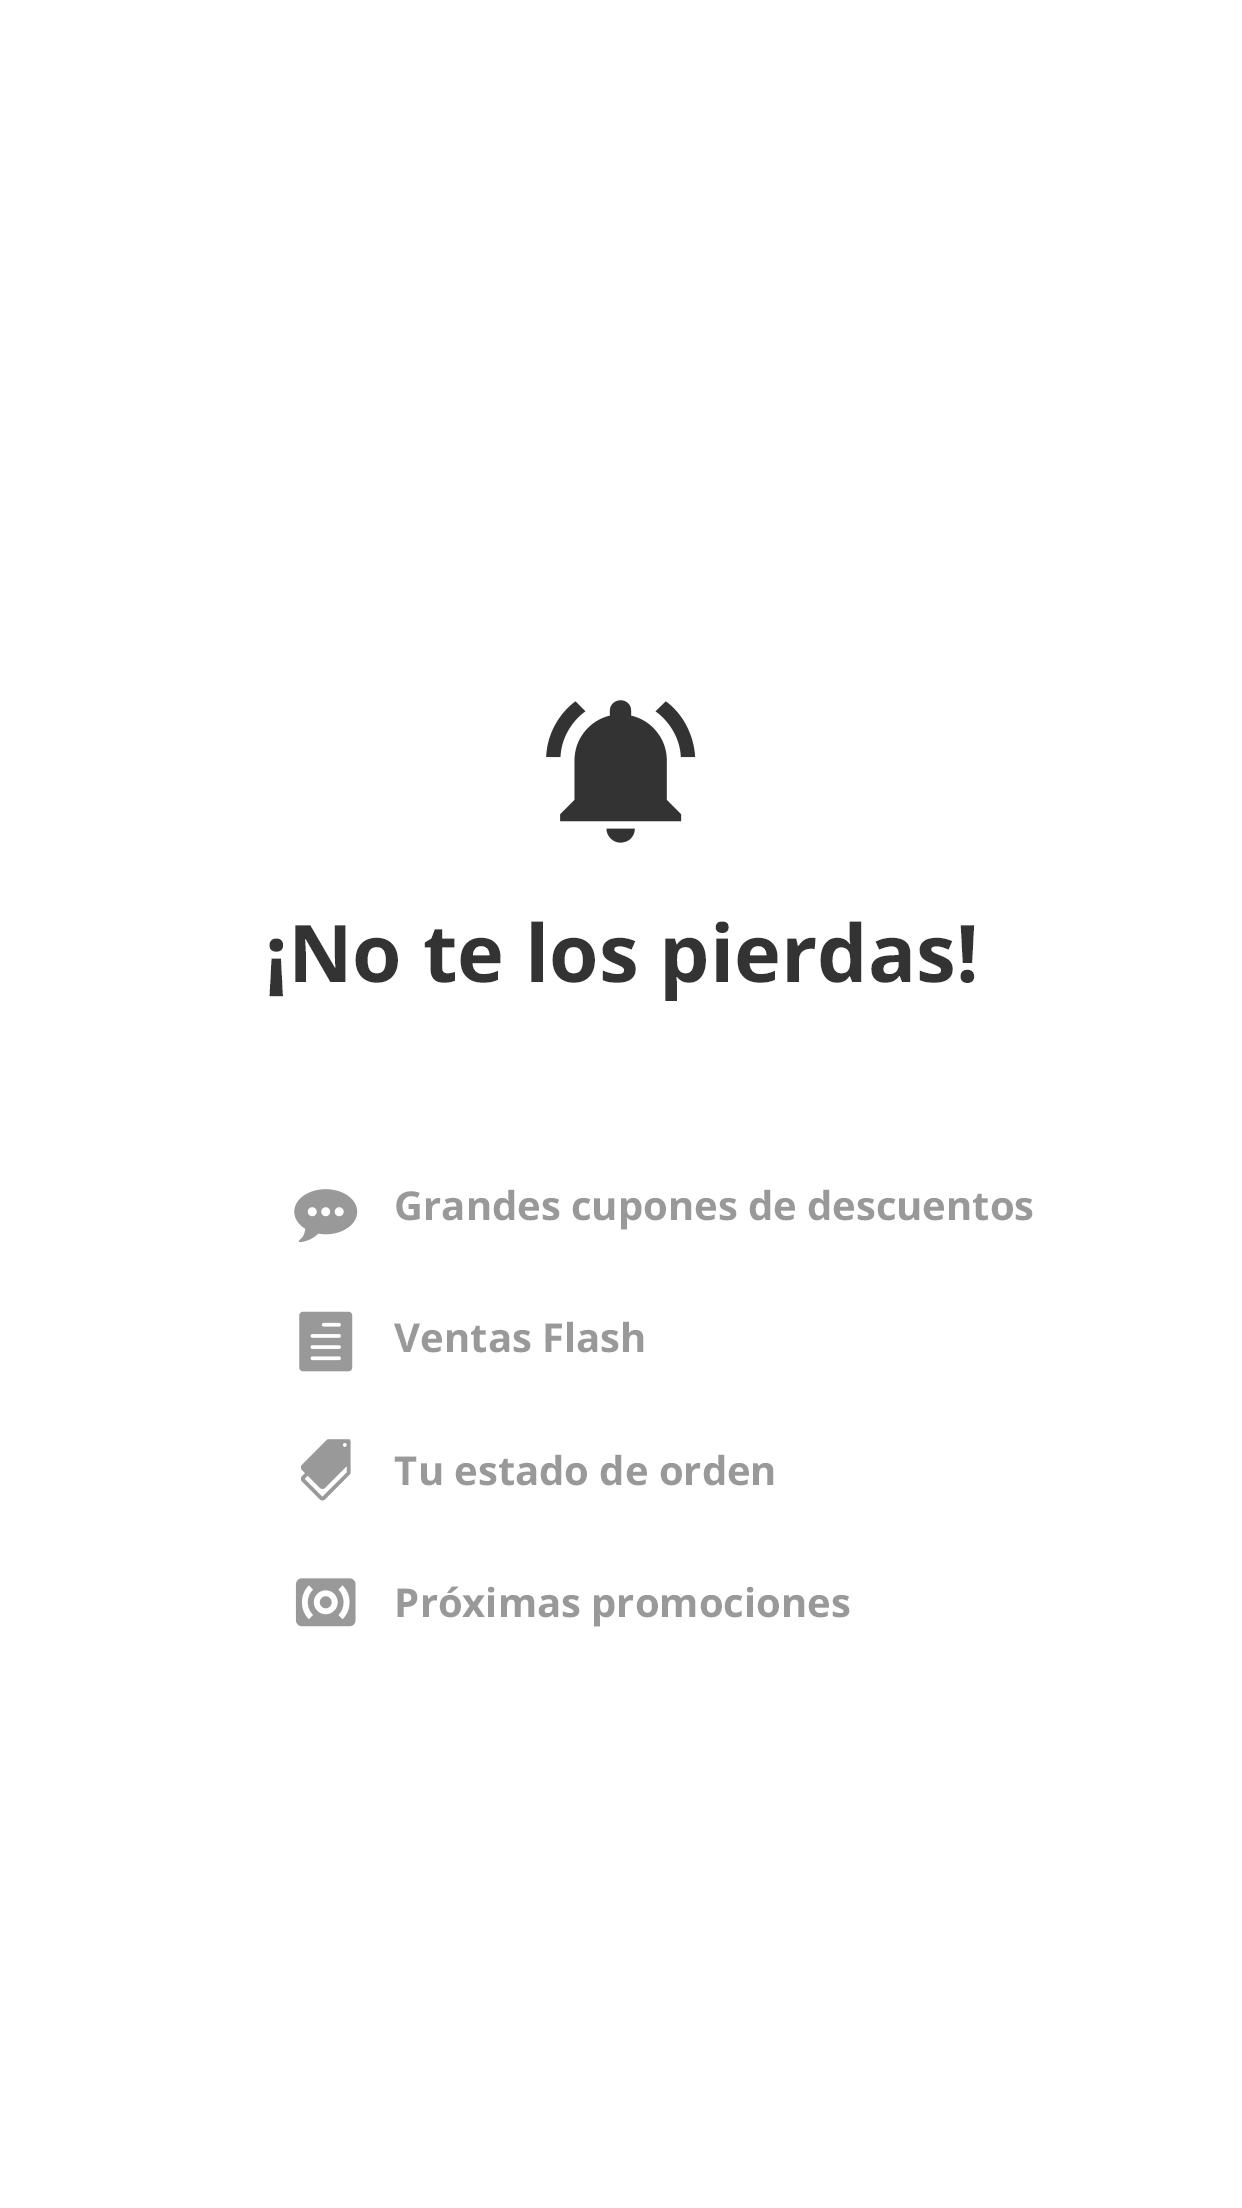 ¡No te los pierdas!
Grandes cupones de descuentos
Ventas Flash
Tu estado de orden
Próximas promociones